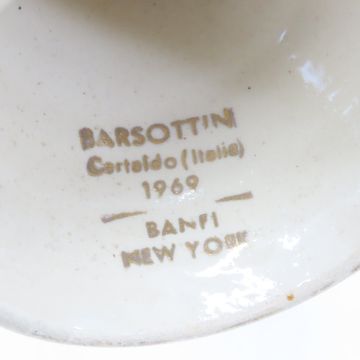 BARSOTTINI
Certaldo (Italia)
1969
BANFI
NEW YORK